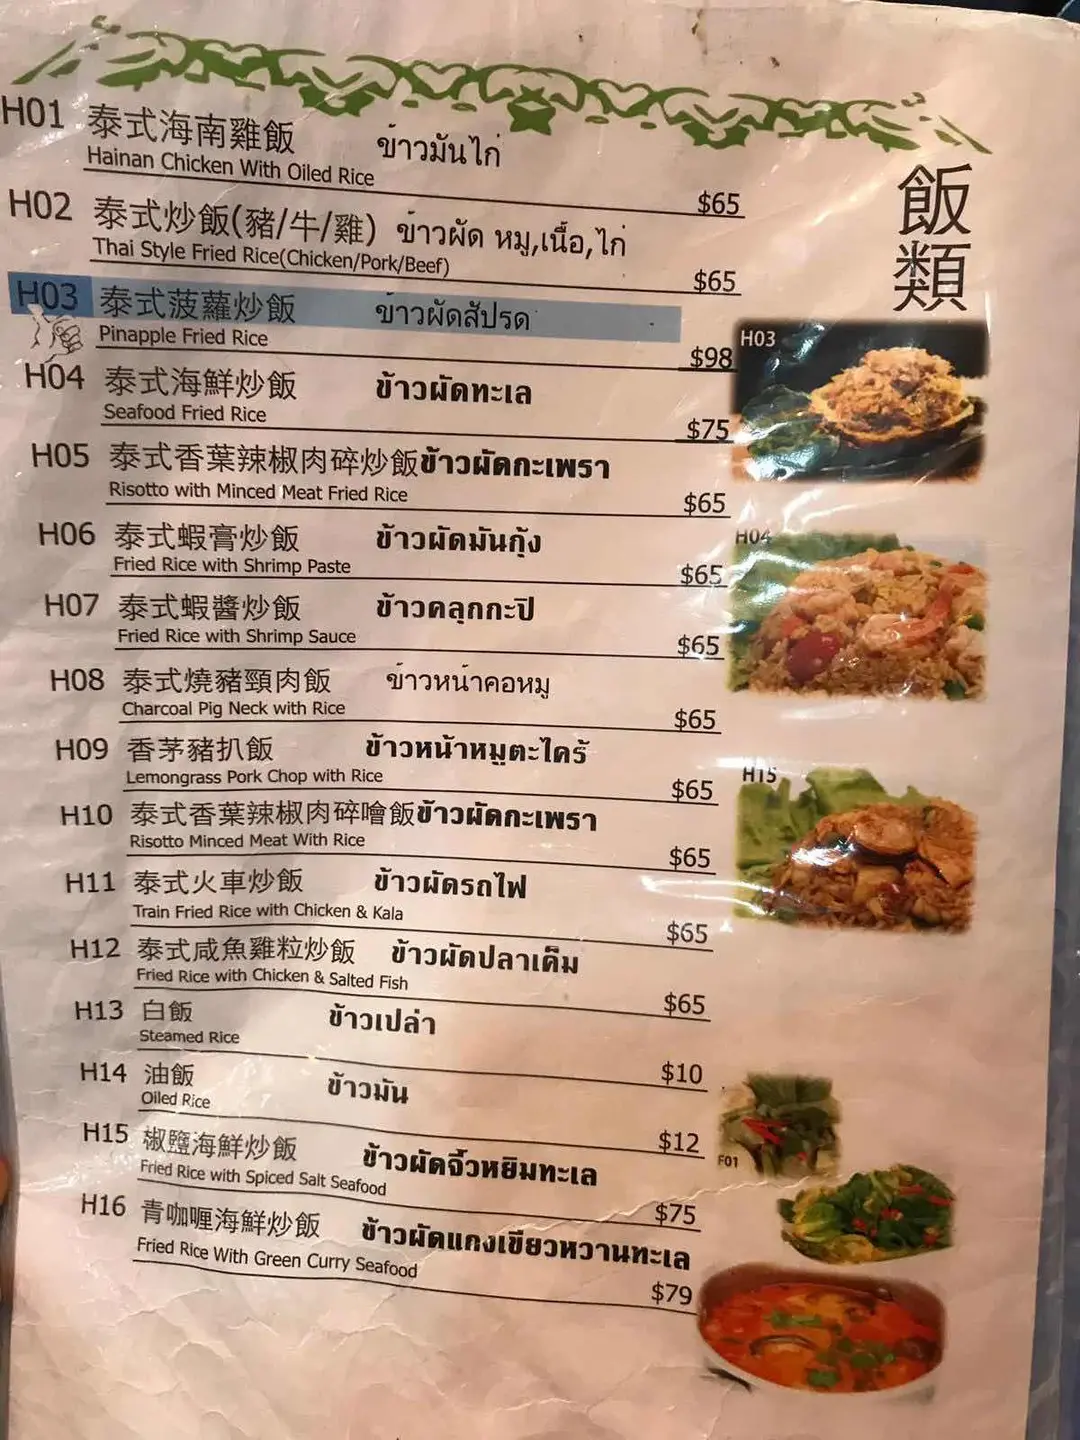 飯類
H01 泰式海南雞飯 ข้าวมันไก่
Hainan Chicken With Oiled Rice
$65
H02 泰式炒飯(豬/牛/雞) ข้าวผัด หมู,เนื้อ,ไก่
Thai Style Fried Rice(Chicken/Pork/Beef)
$65
H03 泰式菠蘿炒飯 ข้าวผัดสัปรด
Pinapple Fried Rice
$98
H03
H04 泰式海鮮炒飯 ข้าวผัดทะเล
Seafood Fried Rice
$75
H05 泰式香葉辣椒肉碎炒飯ข้าวผัดกะเพรา
Risotto with Minced Meat Fried Rice
$65
H06 泰式蝦膏炒飯 ข้าวผัดมันกุ้ง
Fried Rice with Shrimp Paste
$65
H04
H07 泰式蝦醬炒飯 ข้าวคลุกกะปิ
Fried Rice with Shrimp Sauce
$65
H08 泰式燒豬頸肉飯 ข้าวหน้าคอหมู
Charcoal Pig Neck with Rice
$65
H09 香茅豬扒飯 ข้าวหน้าหมูตะไคร้
Lemongrass Pork Chop with Rice
$65
H15
H10 泰式香葉辣椒肉碎噲飯ข้าวผัดกะเพรา
Risotto Minced Meat With Rice
$65
H11 泰式火車炒飯 ข้าวผัดรถไฟ
Train Fried Rice with Chicken & Kala
$65
H12 泰式咸魚雞粒炒飯 ข้าวผัดปลาเค็ม
Fried Rice with Chicken & Salted Fish
$65
H13 白飯 ข้าวเปล่า
Steamed Rice
$10
H14 油飯 ข้าวมัน
Oiled Rice
$12
F01
H15 椒鹽海鮮炒飯 ข้าวผัดจิ๊วหยิมทะเล
Fried Rice with Spiced Salt Seafood
$75
H16 青咖喱海鮮炒飯 ข้าวผัดแกงเขียวหวานทะเล
Fried Rice With Green Curry Seafood
$79